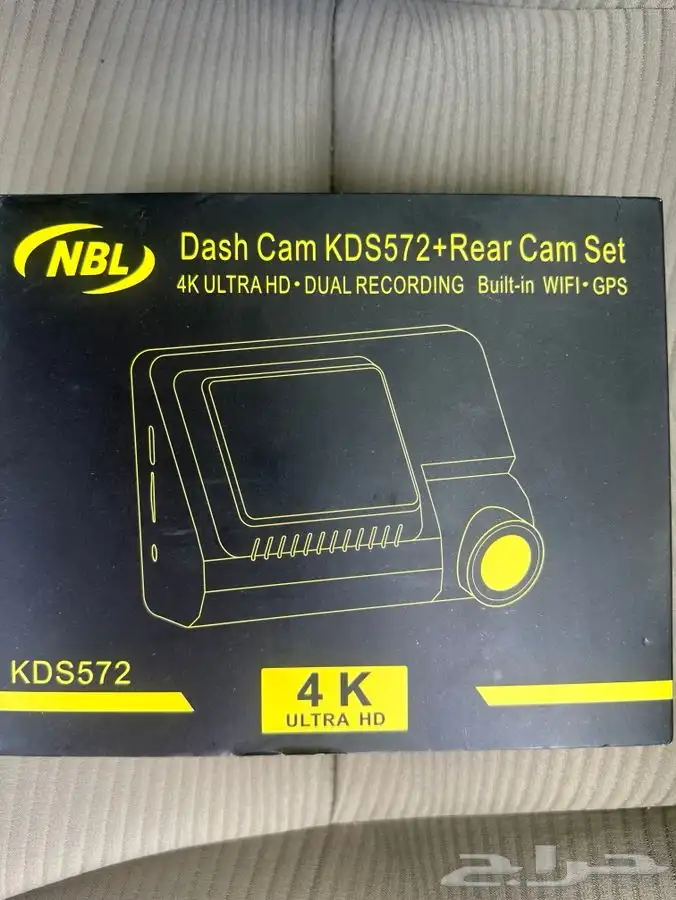 NBL
Dash Cam KDS572+Rear Cam Set
4K ULTRA HD • DUAL RECORDING Built-in WIFI • GPS
KDS572
4 K
ULTRA HD
حراج